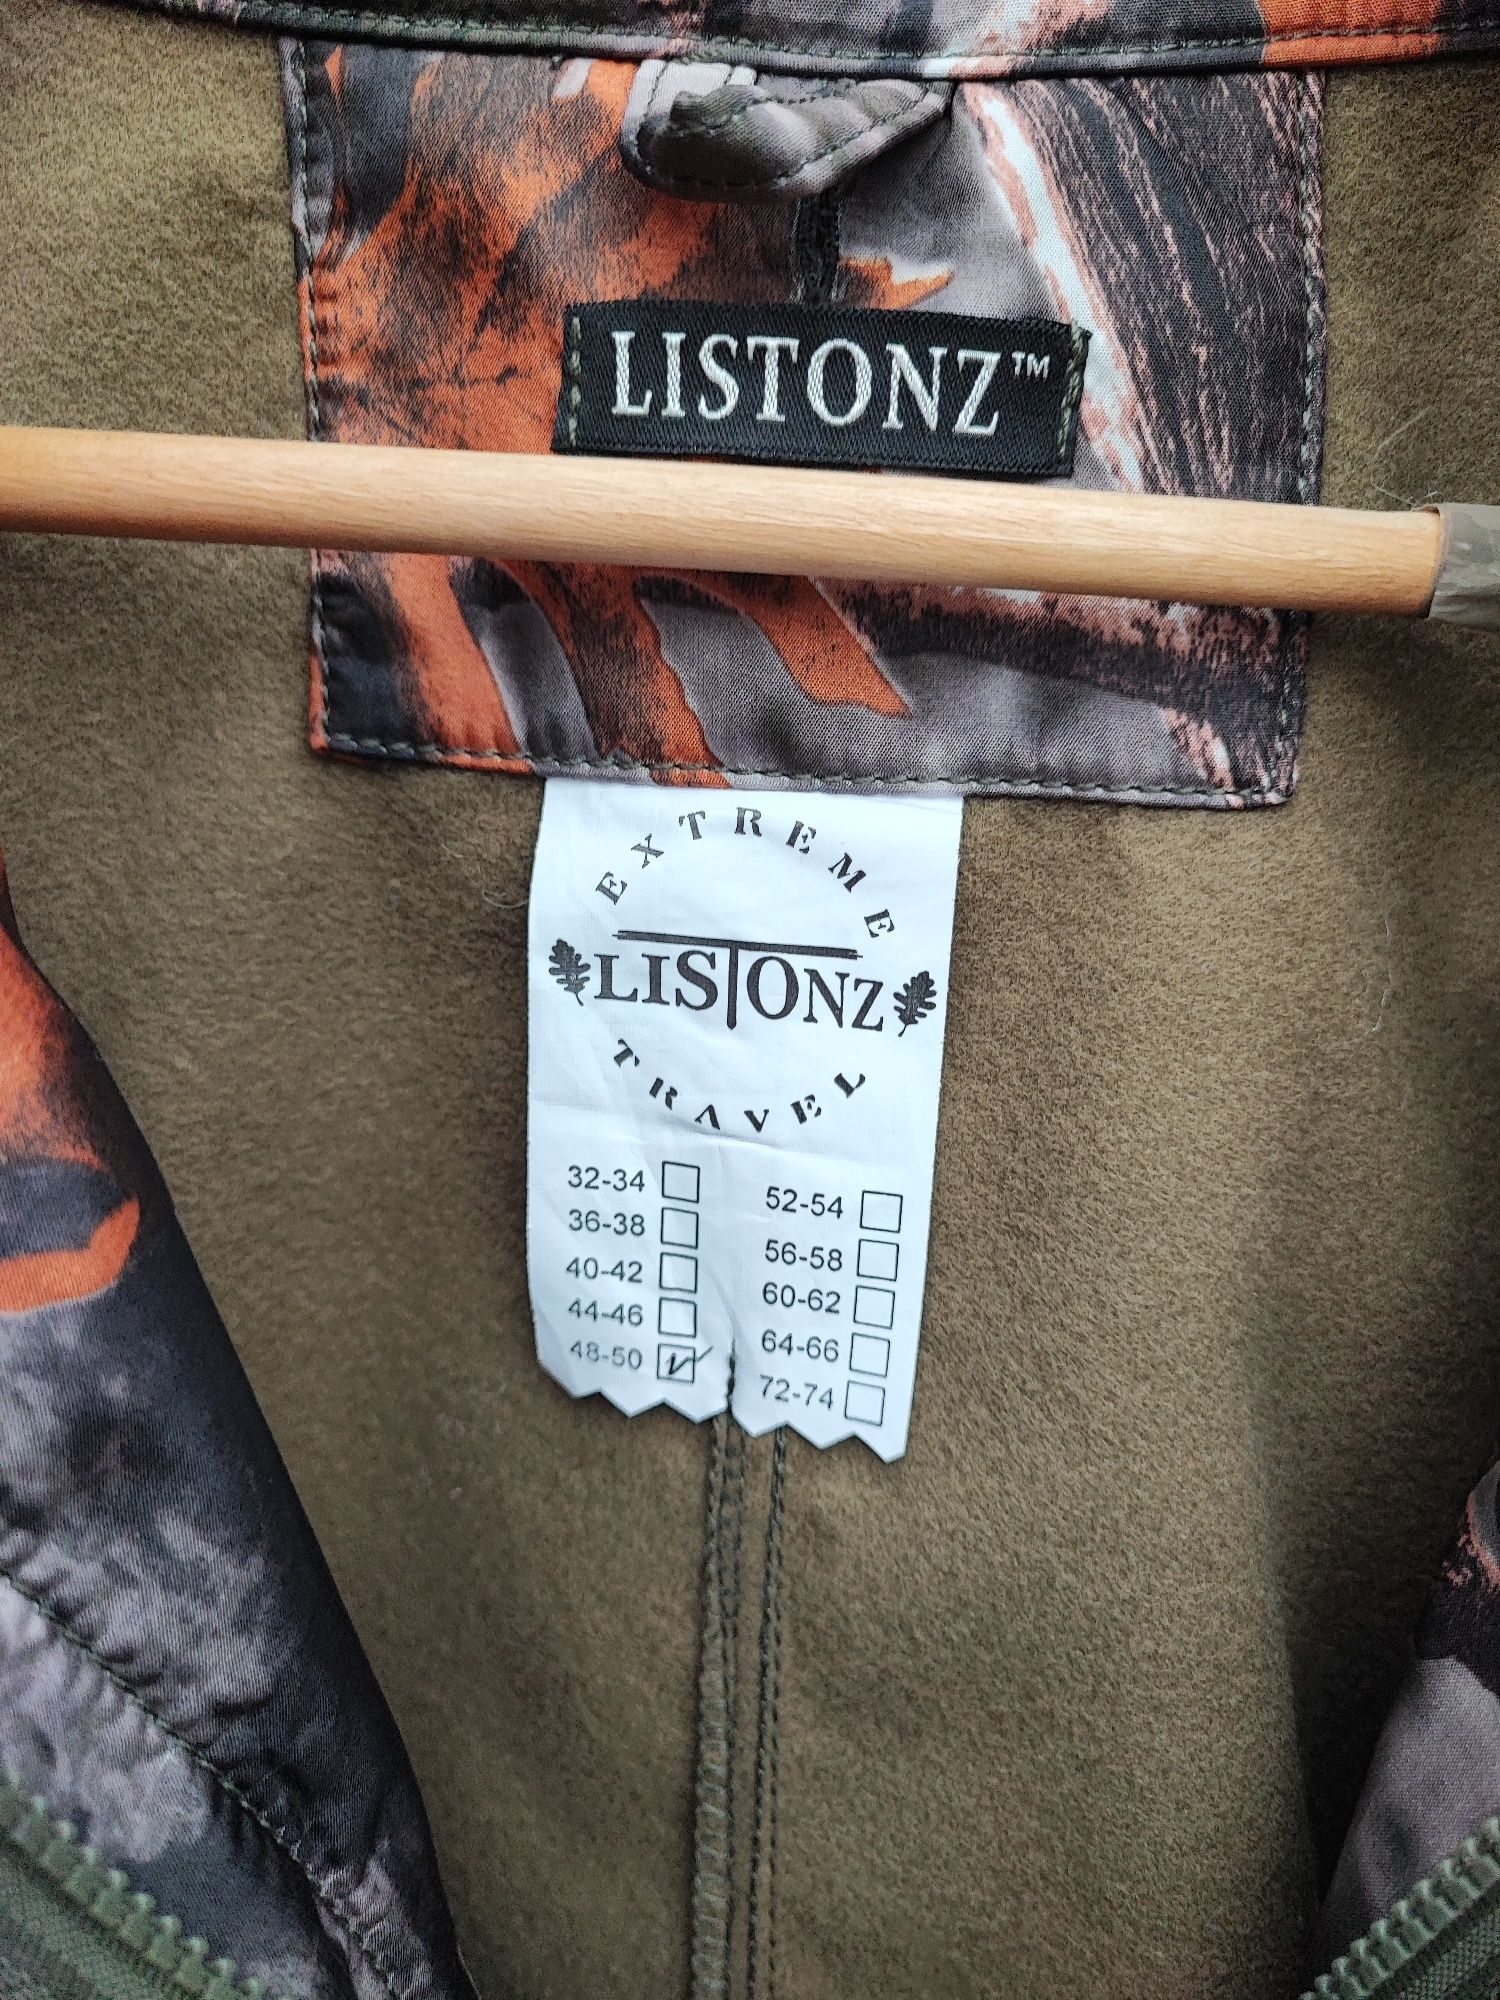 LISTONZ™
EXTREME
LISTONZ
TRAVEL
32-34
36-38
40-42
44-46
48-50
52-54
56-58
60-62
64-66
72-74